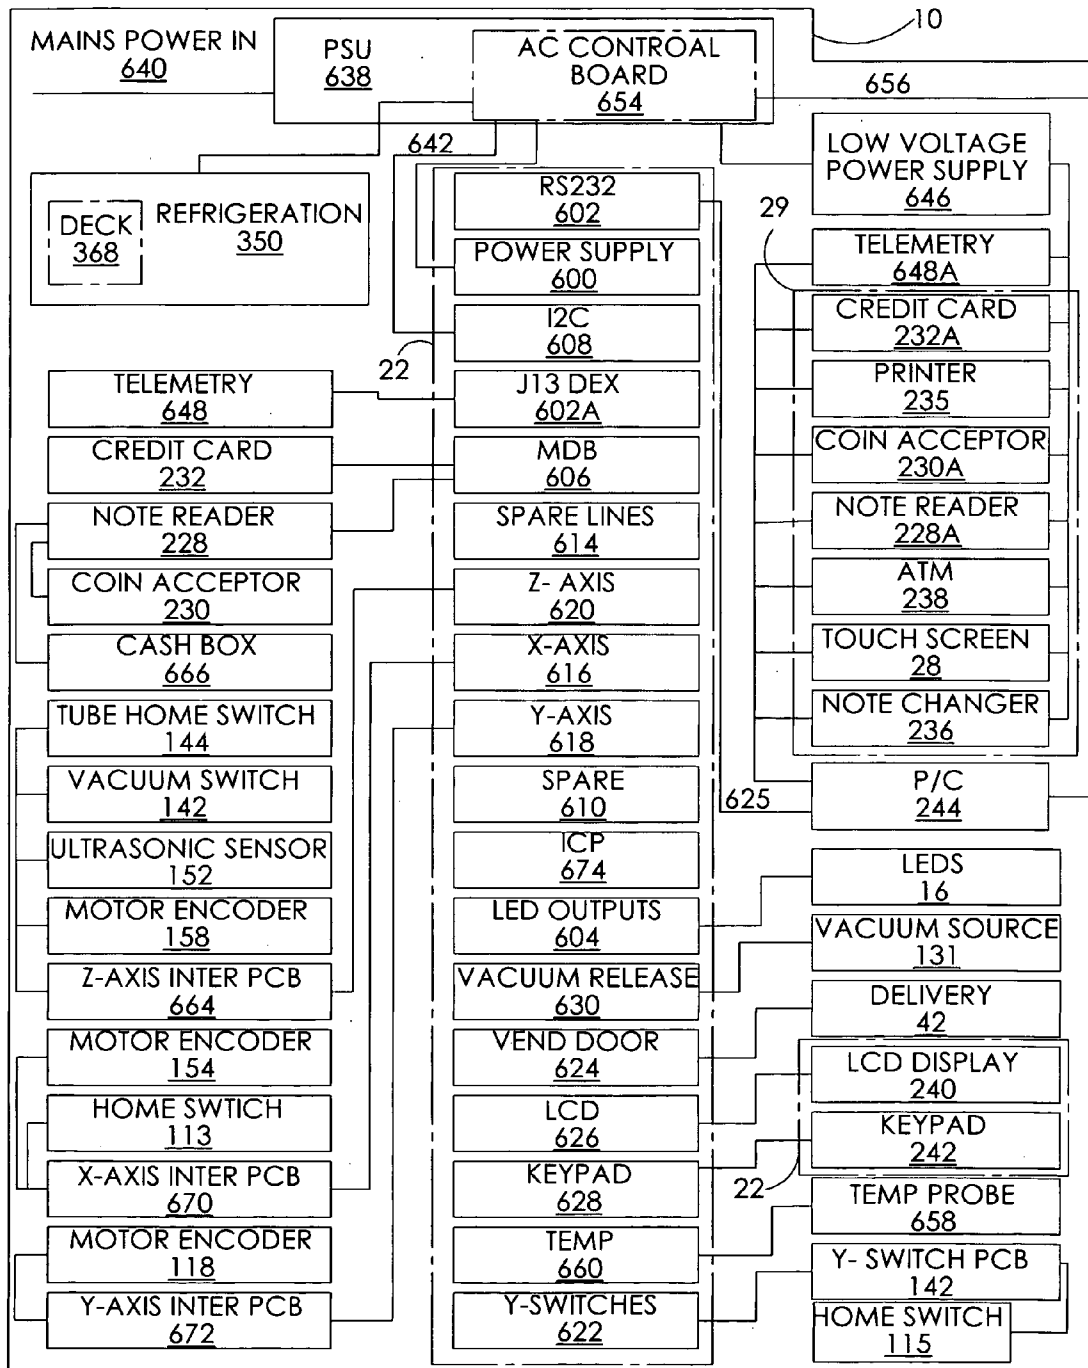 10
MAINS POWER IN
640
PSU
638
AC CONTROAL
BOARD
654
656
642
LOW VOLTAGE
POWER SUPPLY
646
REFRIGERATION
350
DECK
368
22
29
RS232
602
POWER SUPPLY
600
I2C
608
J13 DEX
602A
MDB
606
SPARE LINES
614
Z- AXIS
620
X-AXIS
616
Y-AXIS
618
SPARE
610
ICP
674
LED OUTPUTS
604
VACUUM RELEASE
630
VEND DOOR
624
LCD
626
KEYPAD
628
TEMP
660
Y-SWITCHES
622
TELEMETRY
648
CREDIT CARD
232
NOTE READER
228
COIN ACCEPTOR
230
CASH BOX
666
TUBE HOME SWITCH
144
VACUUM SWITCH
142
ULTRASONIC SENSOR
152
MOTOR ENCODER
158
Z-AXIS INTER PCB
664
MOTOR ENCODER
154
HOME SWTICH
113
X-AXIS INTER PCB
670
MOTOR ENCODER
118
Y-AXIS INTER PCB
672
TELEMETRY
648A
CREDIT CARD
232A
PRINTER
235
COIN ACCEPTOR
230A
NOTE READER
228A
ATM
238
TOUCH SCREEN
28
NOTE CHANGER
236
625
P/C
244
LEDS
16
VACUUM SOURCE
131
DELIVERY
42
LCD DISPLAY
240
KEYPAD
242
22
TEMP PROBE
658
Y- SWITCH PCB
142
HOME SWITCH
115